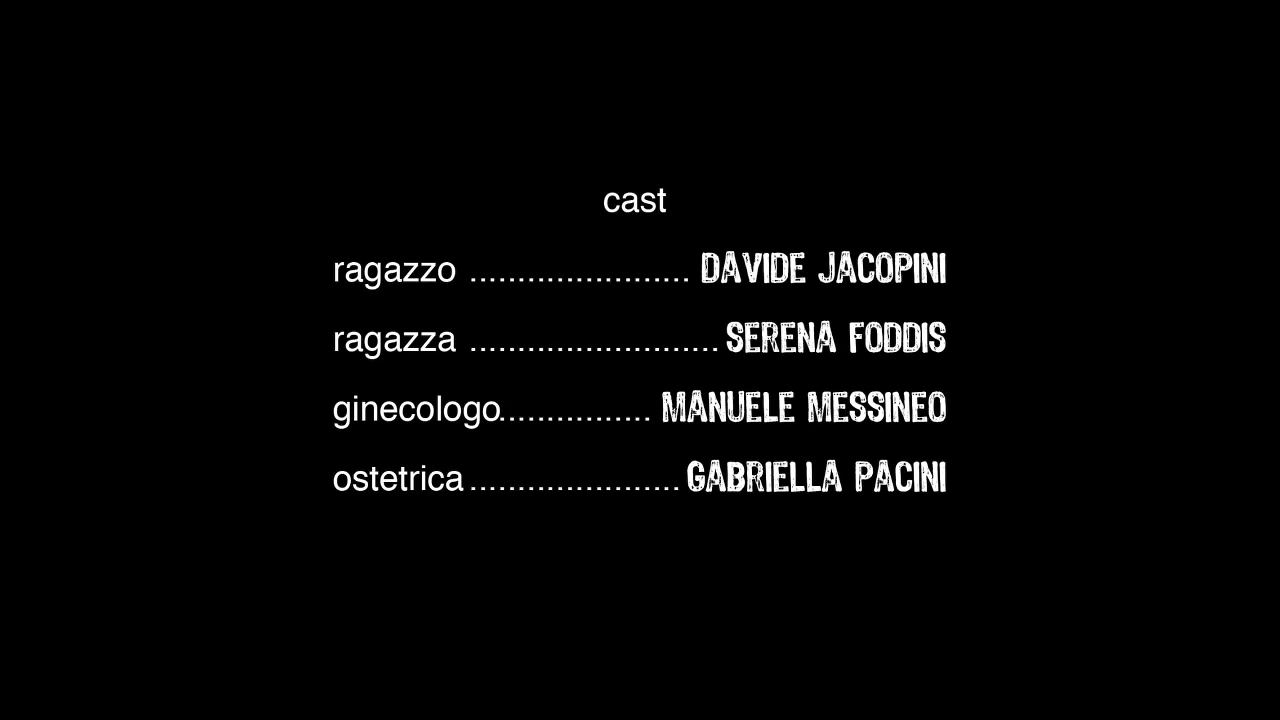 cast
ragazzo ....................... DAVIDE JACOPINI
ragazza .......................... SERENA FODDIS
ginecologo................ MANUELE MESSINEO
ostetrica ...................... GABRIELLA PACINI